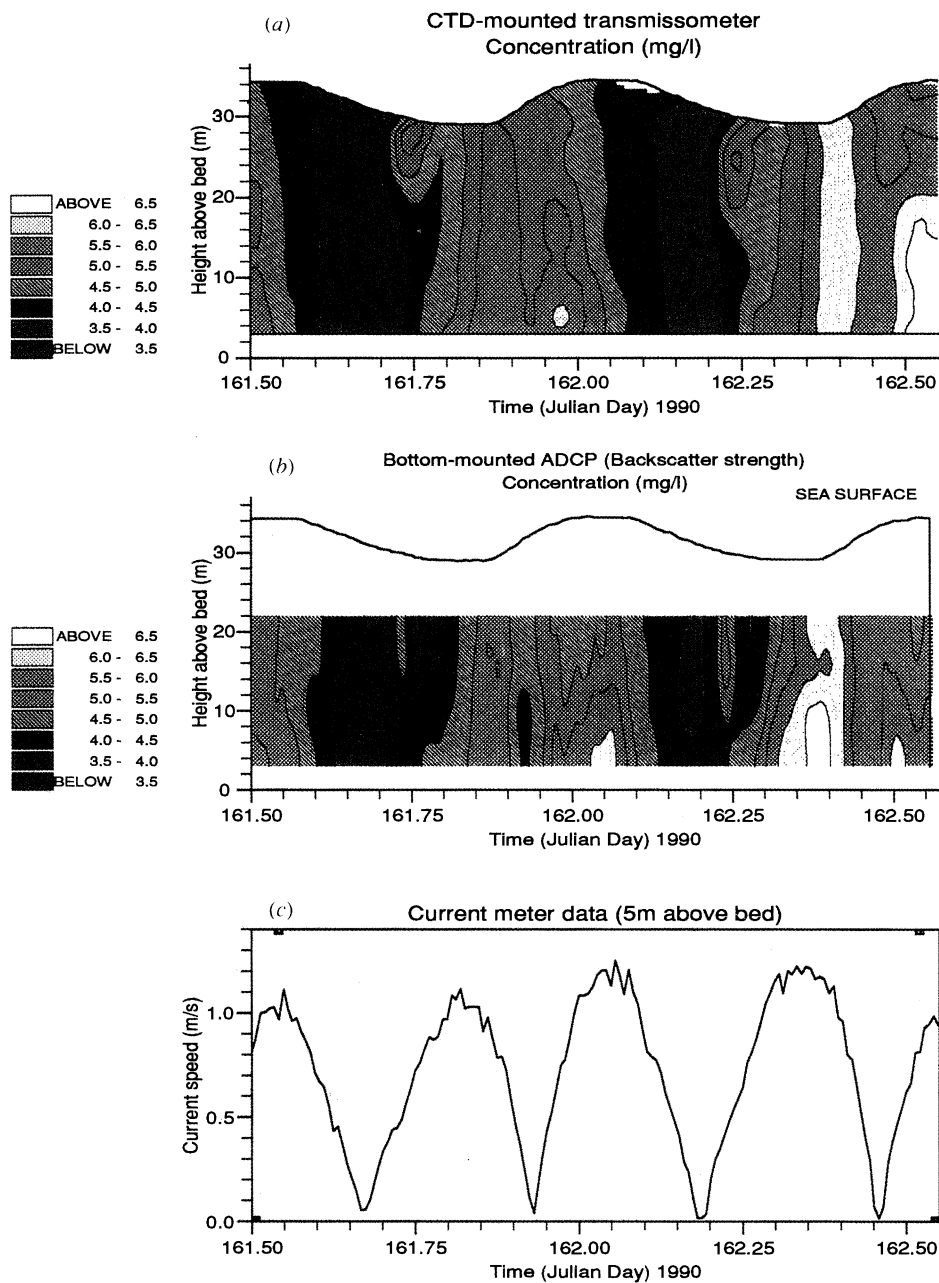 (a)
CTD-mounted transmissometer
Concentration (mg/l)
Height above bed (m)
30
20
10
0
ABOVE 6.5
6.0 - 6.5
5.5 - 6.0
5.0 - 5.5
4.5 - 5.0
4.0 - 4.5
3.5 - 4.0
BELOW 3.5
161.50 161.75 162.00 162.25 162.50
Time (Julian Day) 1990
(b)
Bottom-mounted ADCP (Backscatter strength)
Concentration (mg/l)
SEA SURFACE
Height above bed (m)
30
20
10
0
ABOVE 6.5
6.0 - 6.5
5.5 - 6.0
5.0 - 5.5
4.5 - 5.0
4.0 - 4.5
3.5 - 4.0
BELOW 3.5
161.50 161.75 162.00 162.25 162.50
Time (Julian Day) 1990
(c)
Current meter data (5m above bed)
Current speed (m/s)
1.0
0.5
0.0
161.50 161.75 162.00 162.25 162.50
Time (Julian Day) 1990